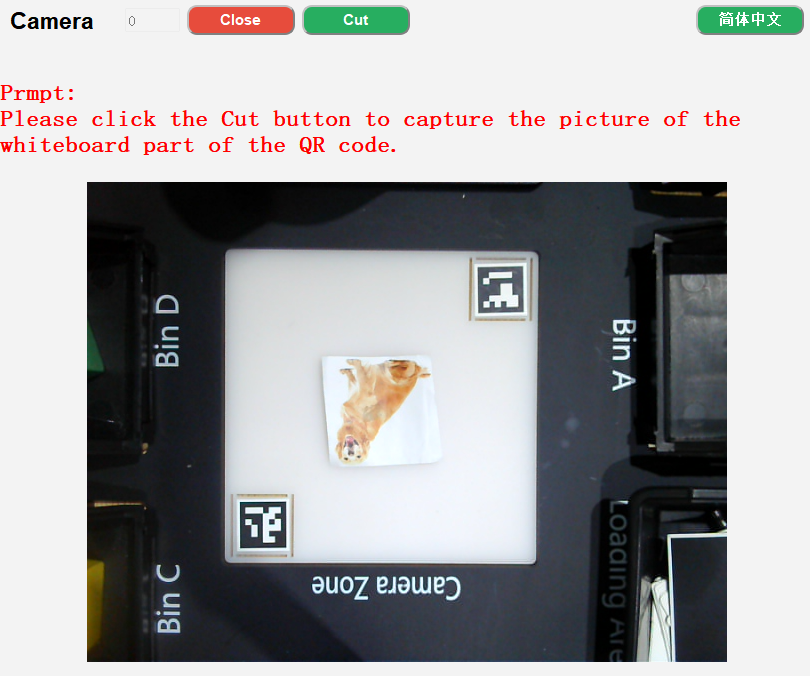 Camera 0 Close Cut 简体中文
Prmpt:
Please click the Cut button to capture the picture of the
whiteboard part of the QR code.
Bin D
Bin A
Bin C
Camera Zone
Loading Are